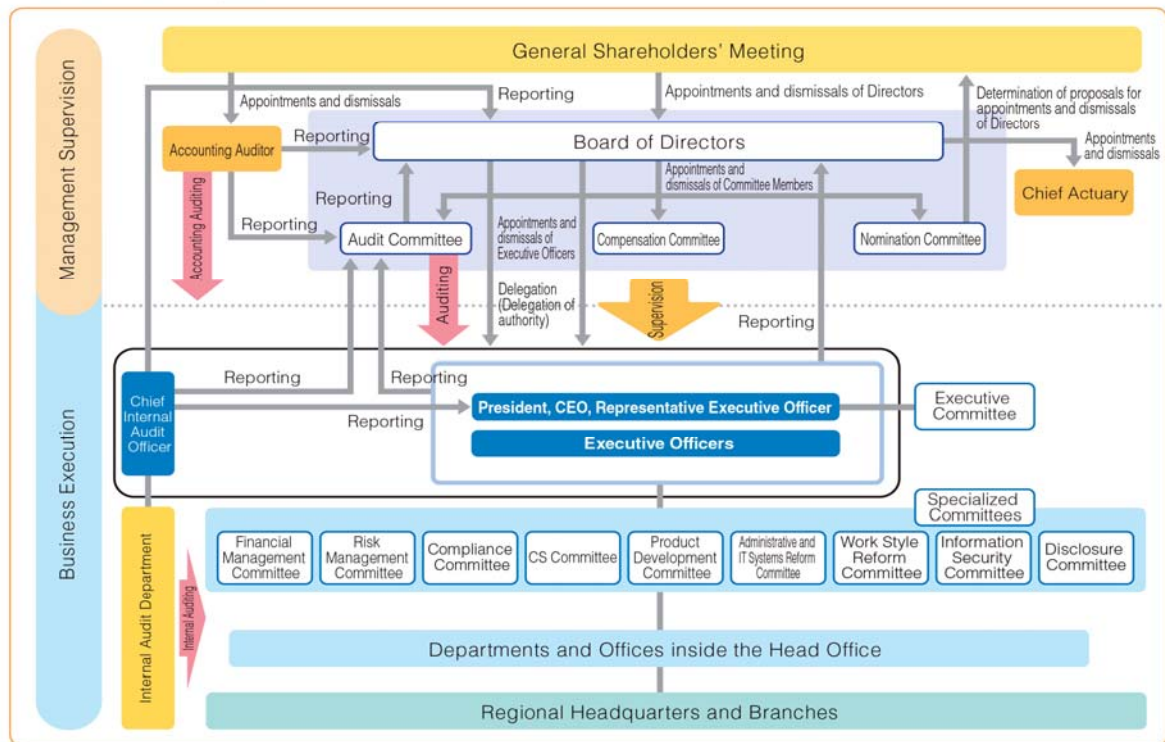 Management Supervision
Business Execution
General Shareholders' Meeting
Appointments and dismissals
Reporting
Appointments and dismissals of Directors
Determination of proposals for
appointments and dismissals
of Directors
Accounting Auditor
Reporting
Board of Directors
Appointments
and dismissals
Chief Actuary
Accounting Auditing
Reporting
Reporting
Appointments and
dismissals of Committee Members
Audit Committee
Appointments and
dismissals of
Executive Officers
Compensation Committee
Nomination Committee
Auditing
Delegation
(Delegation of
authority)
Supervision
Reporting
Chief
Internal
Audit
Officer
Reporting
Reporting
Reporting
President, CEO, Representative Executive Officer
Executive Officers
Executive
Committee
Internal Audit Department
Internal Auditing
Specialized
Committees
Financial
Management
Committee
Risk
Management
Committee
Compliance
Committee
CS Committee
Product
Development
Committee
Administrative and
IT Systems Reform
Committee
Work Style
Reform
Committee
Information
Security
Committee
Disclosure
Committee
Departments and Offices inside the Head Office
Regional Headquarters and Branches